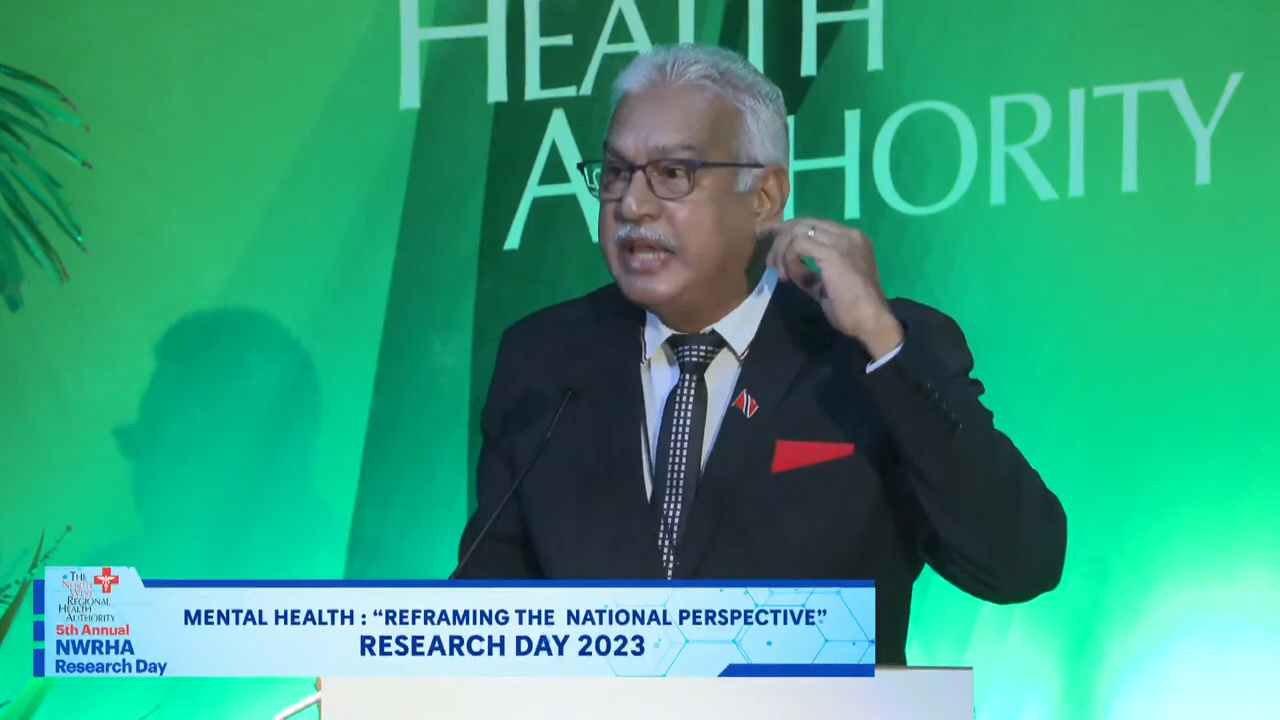 HEALTH
AUTHORITY
THE
NORTH
WEST
REGIONAL
HEALTH
AUTHORITY
5th Annual
NWRHA
Research Day
MENTAL HEALTH : “REFRAMING THE NATIONAL PERSPECTIVE”
RESEARCH DAY 2023